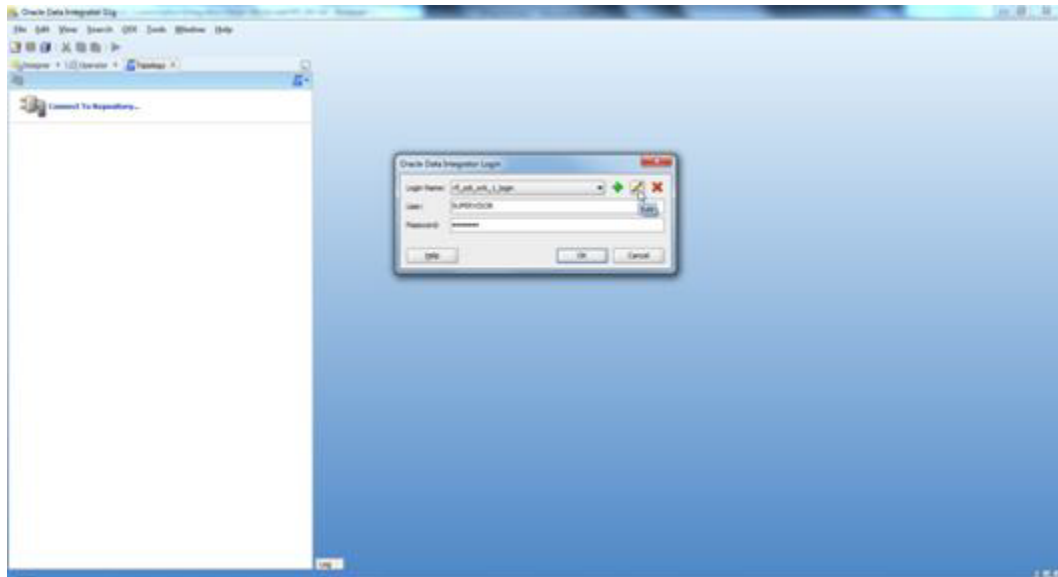 Oracle Data Integrator 11g
File Edit View Search ODI Tools Window Help
Designer Operator Topology
Connect To Repository...
Oracle Data Integrator Login
Login Name:
User: SUPERVISOR
Password: ••••••••
Edit
Help OK Cancel
Log